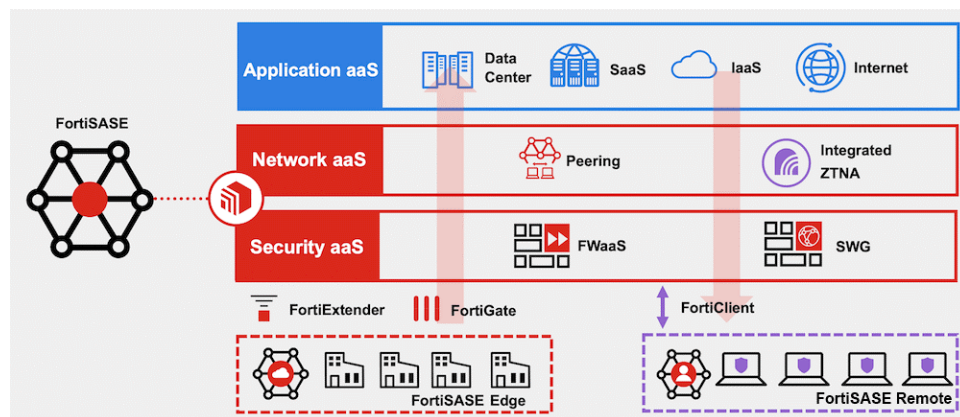 FortiSASE
Application aaS
Data
Center
SaaS
IaaS
Internet
Network aaS
Peering
Integrated
ZTNA
Security aaS
FWaaS
SWG
FortiExtender
FortiGate
FortiClient
FortiSASE Edge
FortiSASE Remote